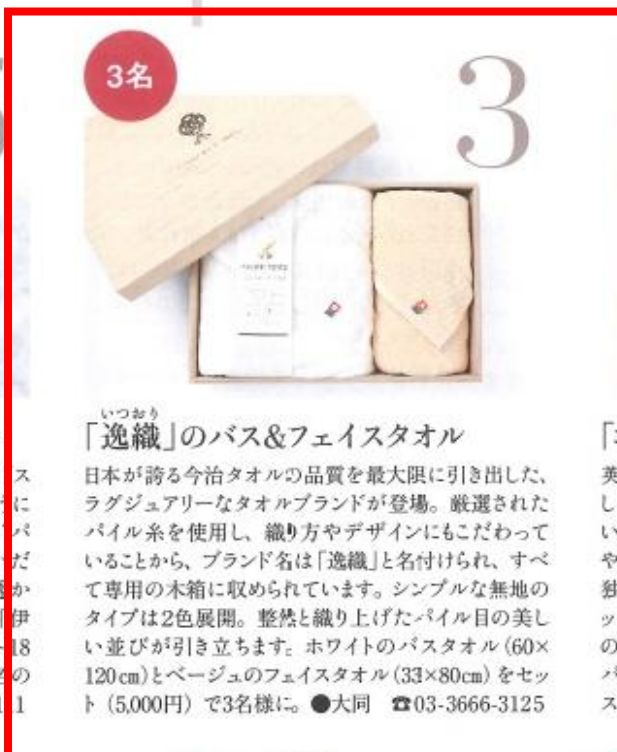 3名
3
いつおり
「逸織」のバス&フェイスタオル
日本が誇る今治タオルの品質を最大限に引き出した、
ラグジュアリーなタオルブランドが登場。厳選された
パイル糸を使用し、織り方やデザインにもこだわって
いることから、ブランド名は「逸織」と名付けられ、すべ
て専用の木箱に収められています。シンプルな無地の
タイプは2色展開。整然と織り上げたパイル目の美し
い並びが引き立ちます。ホワイトのバスタオル(60×
120cm)とベージュのフェイスタオル(33×80cm)をセッ
ト(5,000円)で3名様に。●大同 ☎03-3666-3125